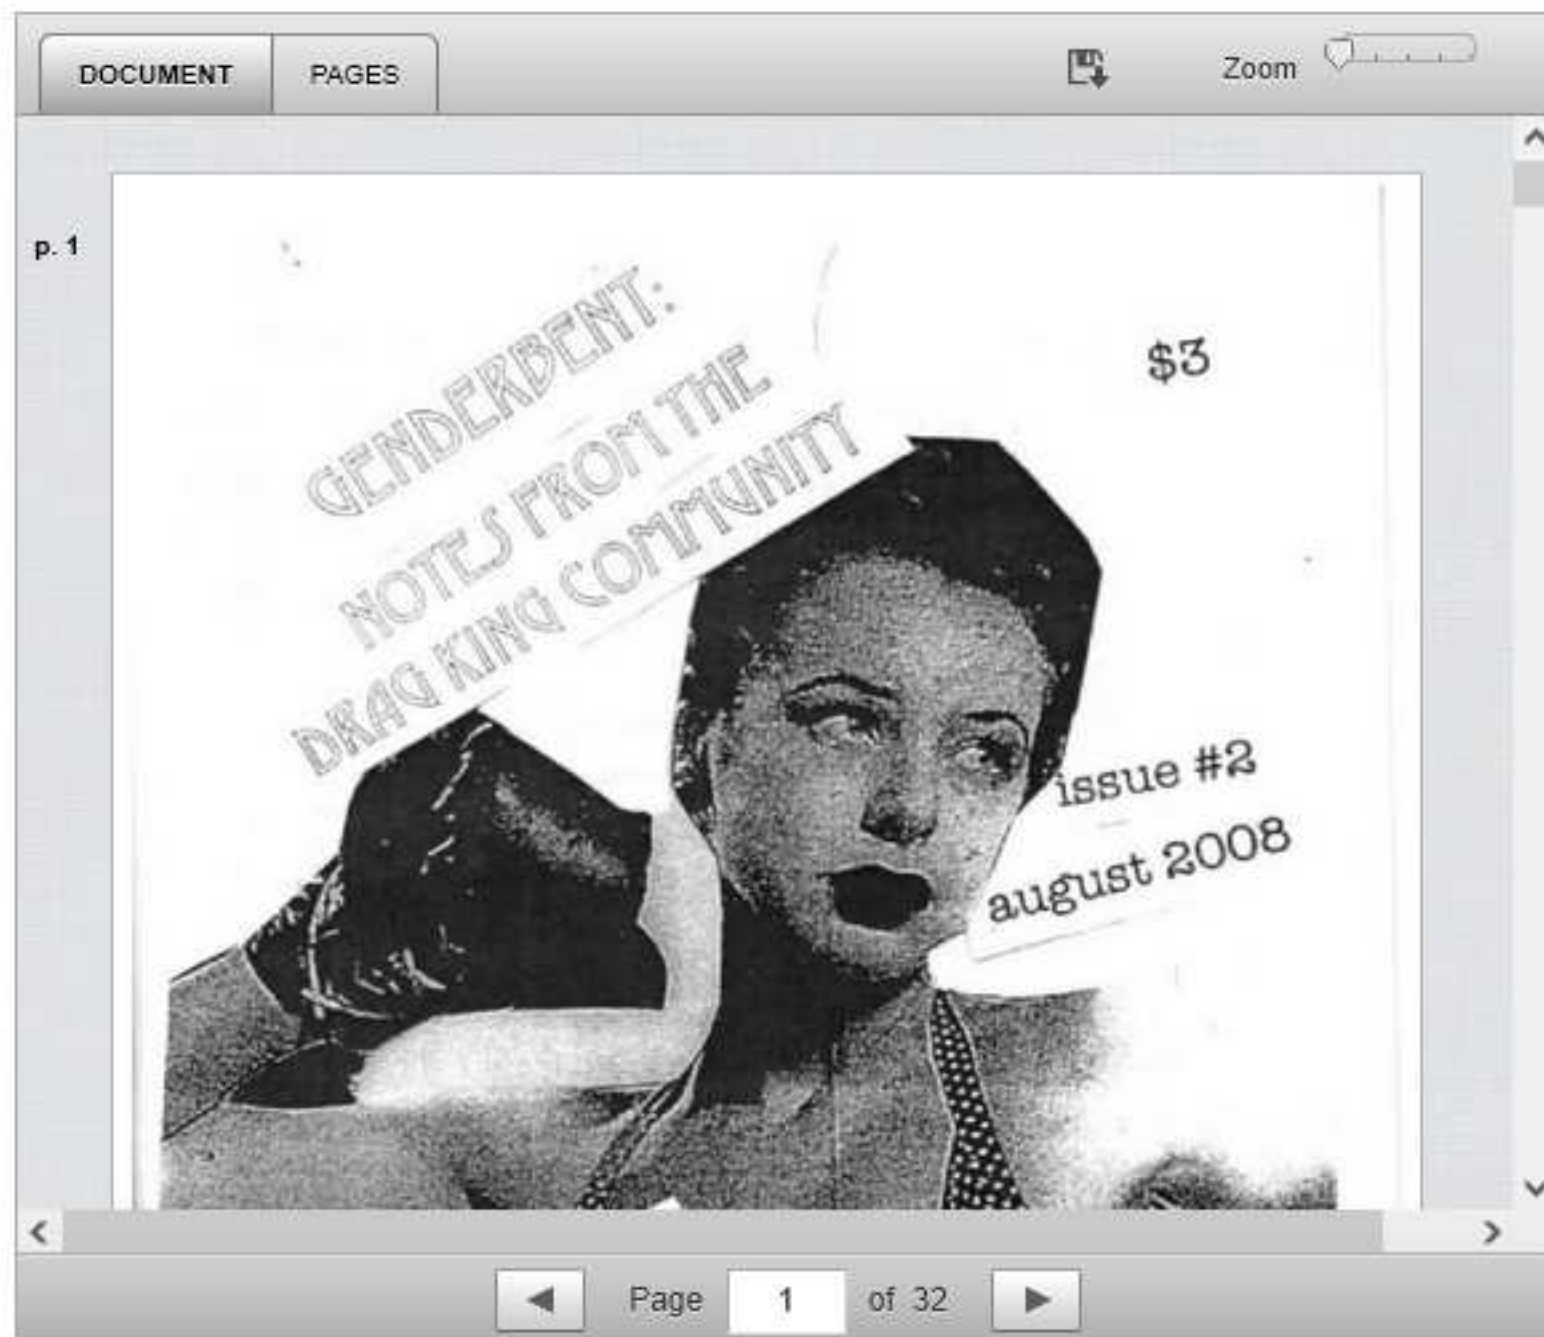 DOCUMENT
PAGES
Zoom
p. 1
GENDERBENT:
NOTES FROM THE
DRAG KING COMMUNITY
$3
issue #2
august 2008
Page 1 of 32